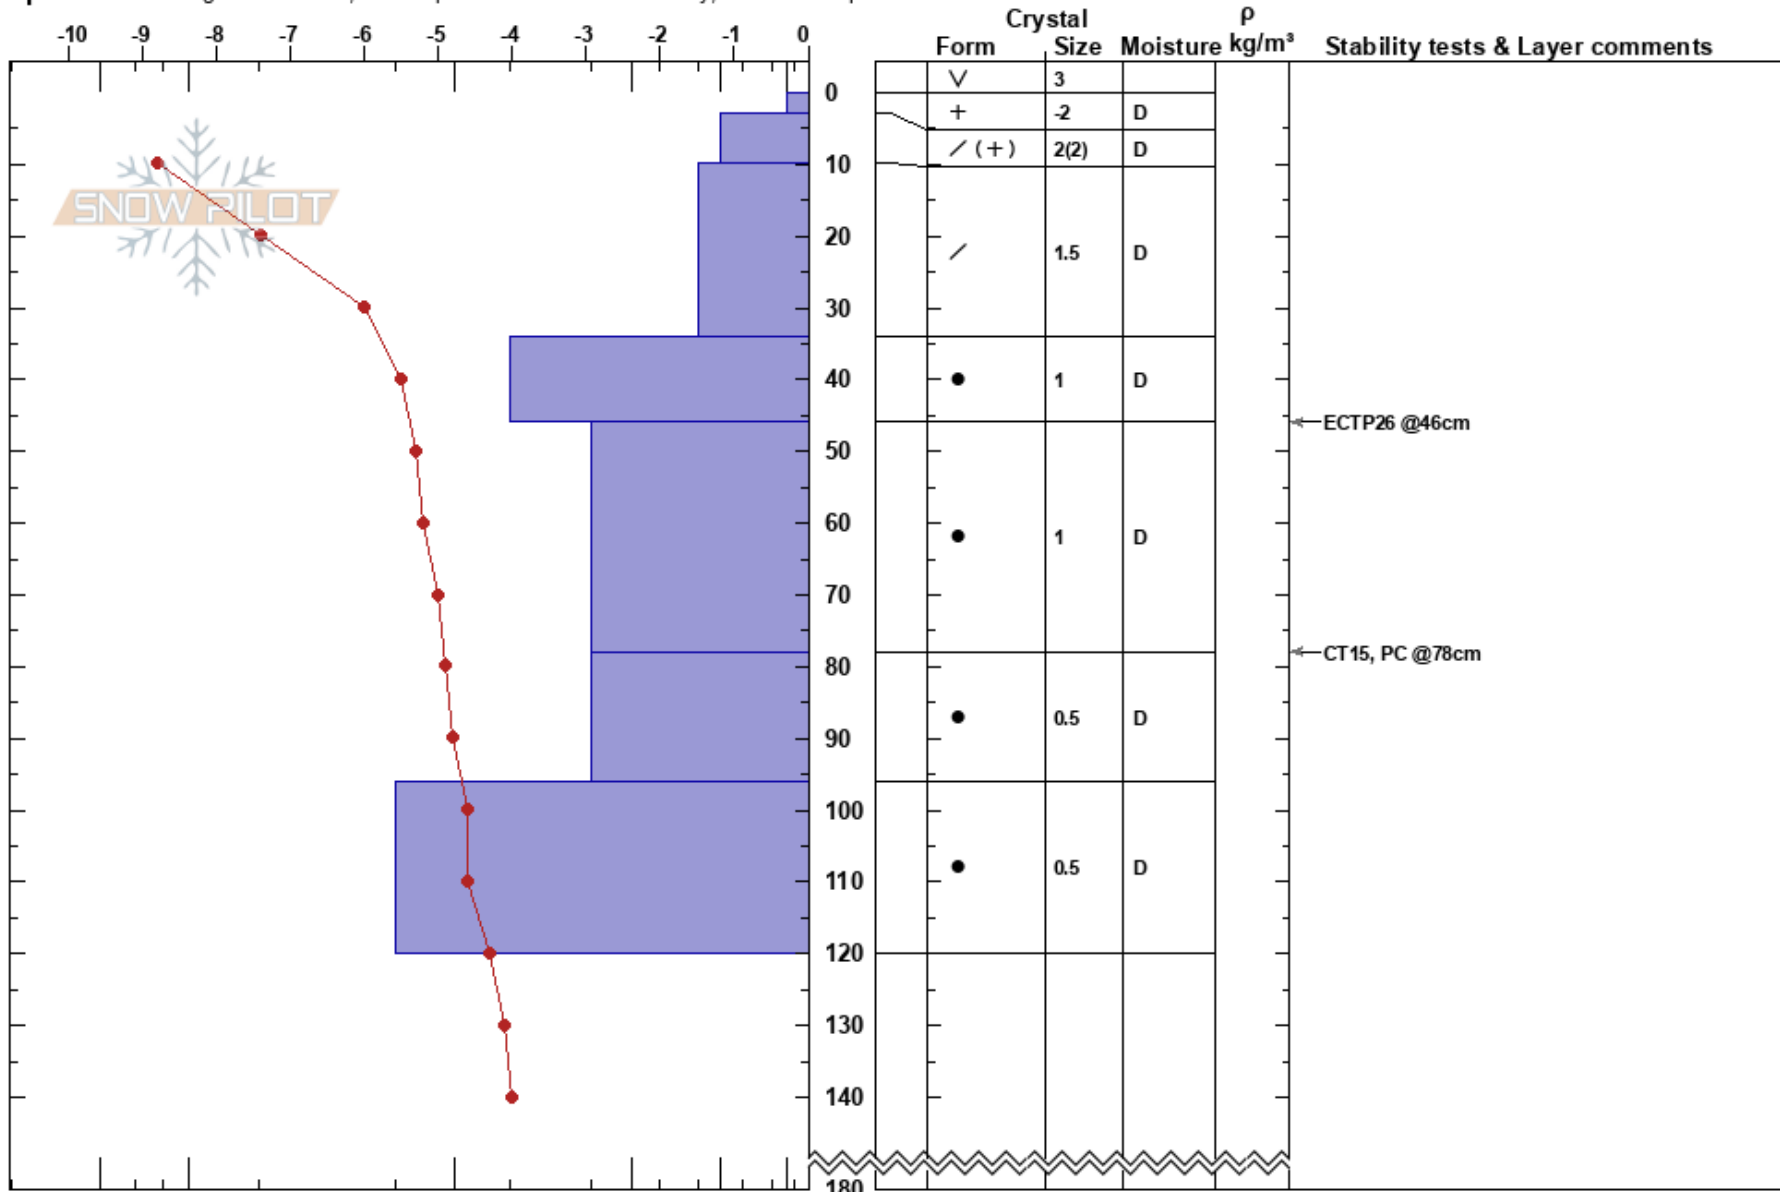 -10 -9 -8 -7 -6 -5 -4 -3 -2 -1 0
Crystal ρ
Form Size Moisture kg/m³ Stability tests & Layer comments
V 3
0
+ -2 D
/ (+) 2(2) D
10
SNOW PILOT
20
/ 1.5 D
30
40
● 1 D
ECTP26 @46cm
50
60
● 1 D
70
CT15, PC @78cm
80
● 0.5 D
90
100
110
● 0.5 D
120
130
140
180